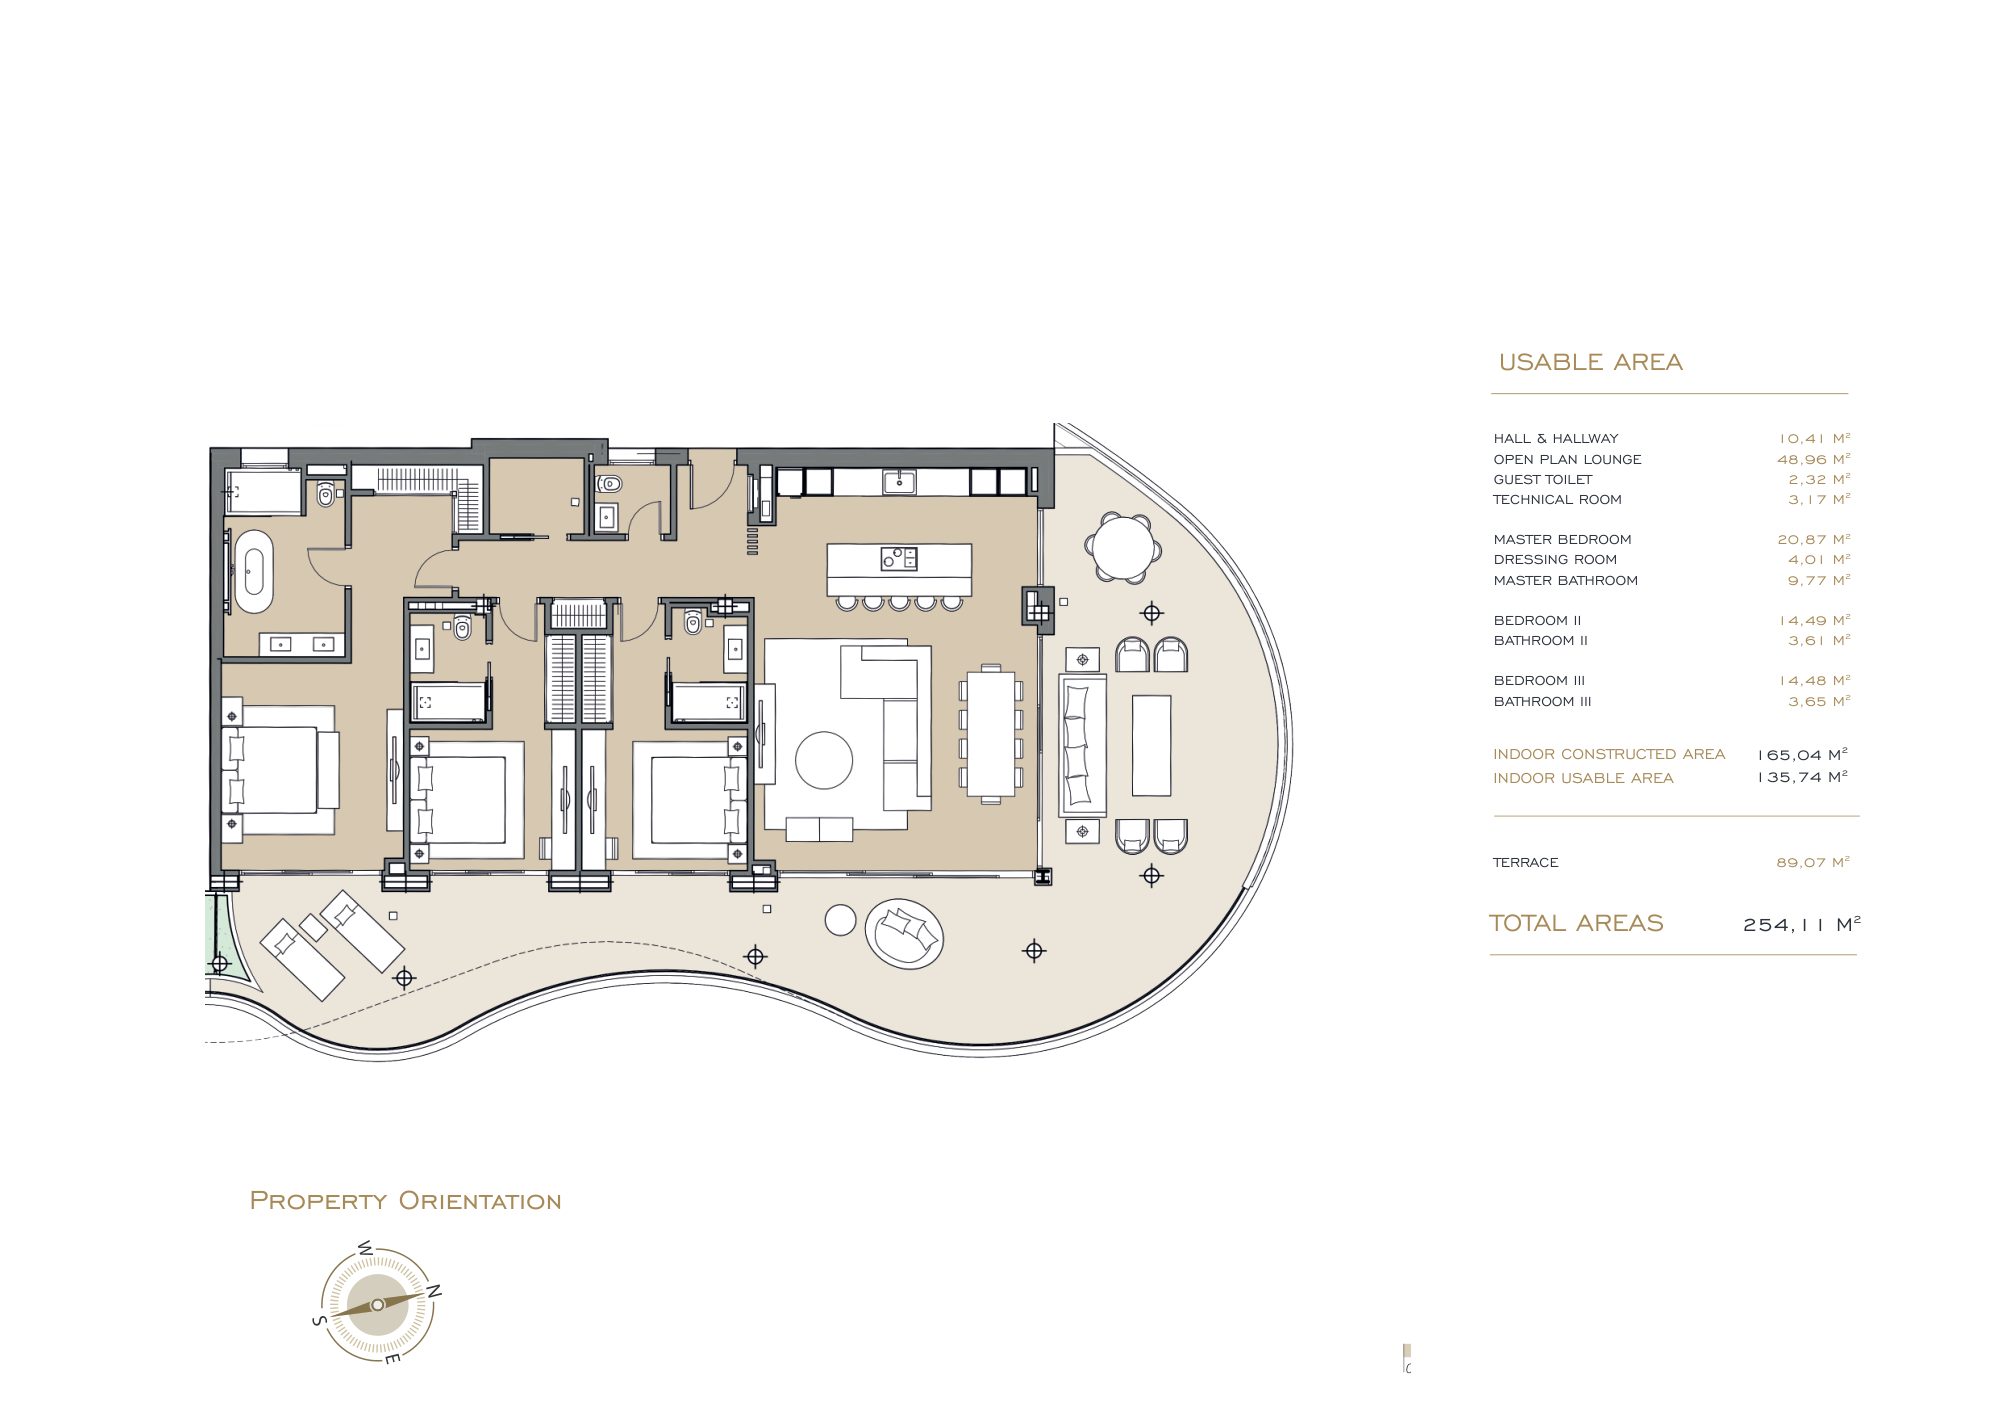 USABLE AREA
HALL & HALLWAY 10,41 M²
OPEN PLAN LOUNGE 48,96 M²
GUEST TOILET 2,32 M²
TECHNICAL ROOM 3,17 M²
MASTER BEDROOM 20,87 M²
DRESSING ROOM 4,01 M²
MASTER BATHROOM 9,77 M²
BEDROOM II 14,49 M²
BATHROOM II 3,61 M²
BEDROOM III 14,48 M²
BATHROOM III 3,65 M²
INDOOR CONSTRUCTED AREA 165,04 M²
INDOOR USABLE AREA 135,74 M²
TERRACE 89,07 M²
TOTAL AREAS 254,11 M²
PROPERTY ORIENTATION
W
N
S
E